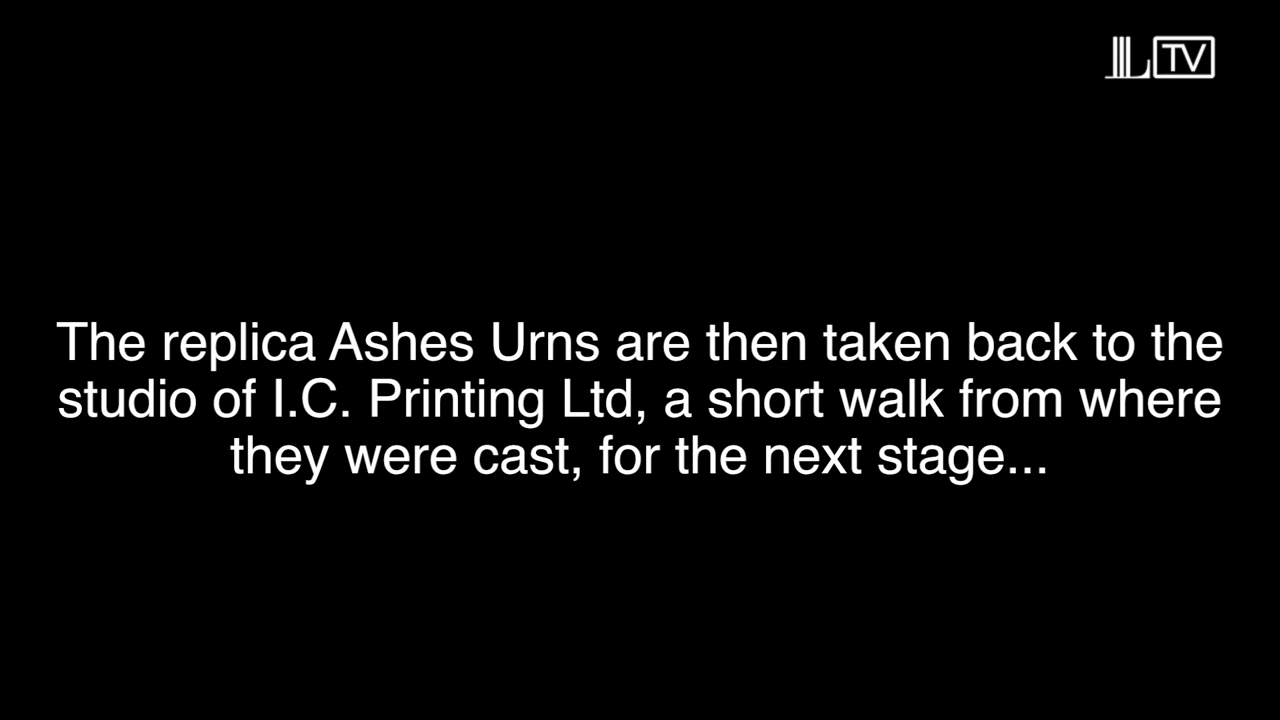 LTV
The replica Ashes Urns are then taken back to the
studio of I.C. Printing Ltd, a short walk from where
they were cast, for the next stage...